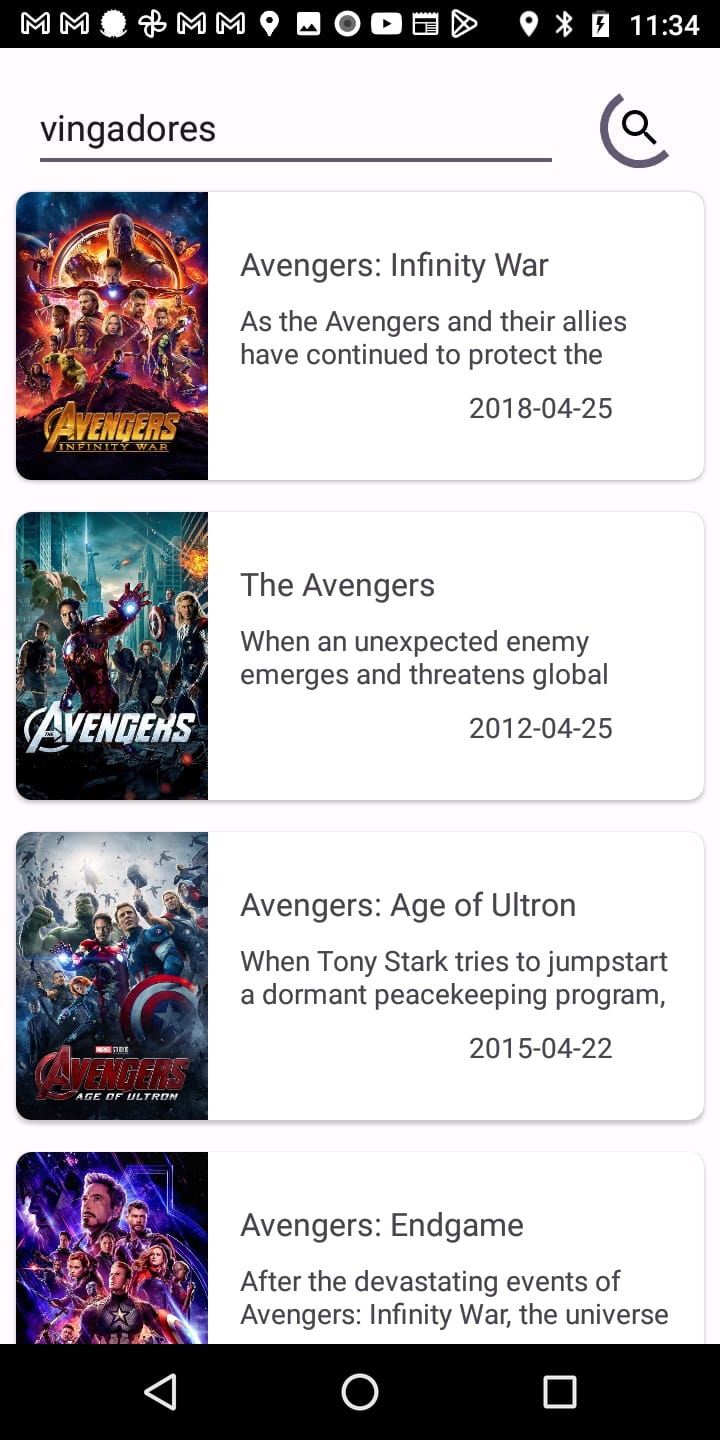 11:34
vingadores
Avengers: Infinity War
As the Avengers and their allies
have continued to protect the
2018-04-25
AVENGERS
INFINITY WAR
The Avengers
When an unexpected enemy
emerges and threatens global
2012-04-25
THE AVENGERS
Avengers: Age of Ultron
When Tony Stark tries to jumpstart
a dormant peacekeeping program,
2015-04-22
MARVEL STUDIOS
AVENGERS
AGE OF ULTRON
Avengers: Endgame
After the devastating events of
Avengers: Infinity War, the universe